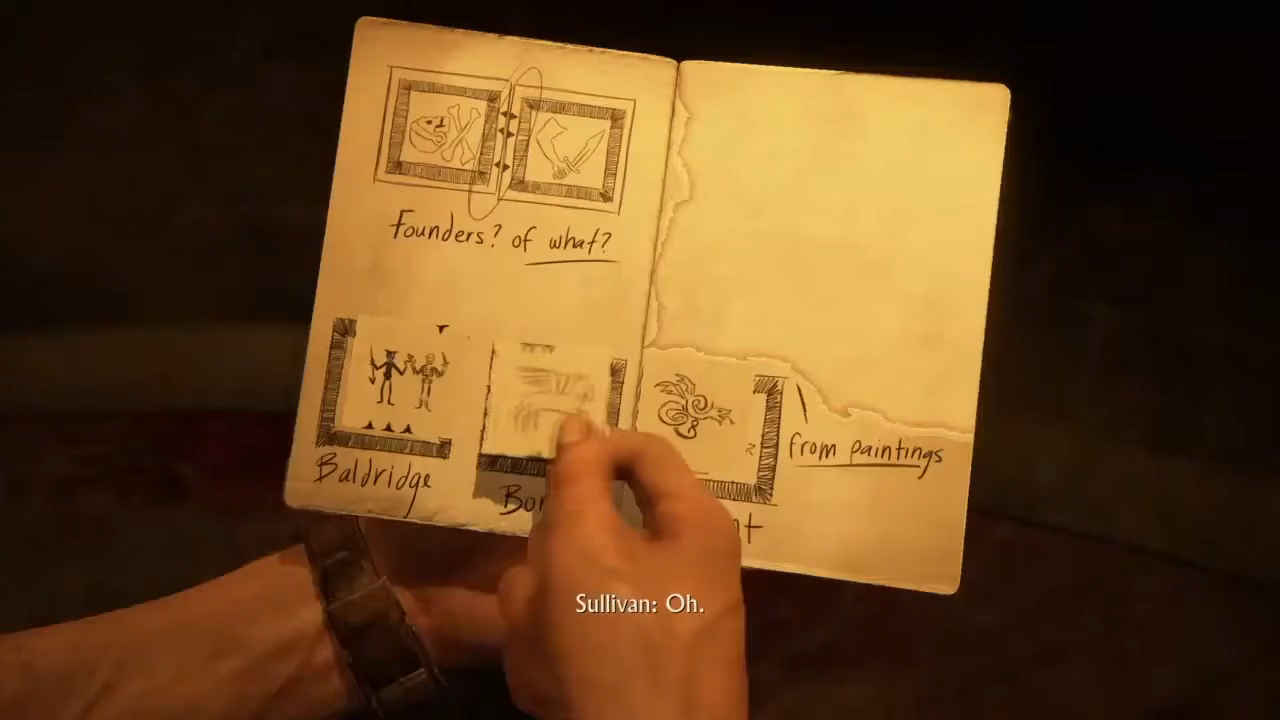 Founders? of what?
from paintings
Baldridge
Sullivan: Oh.